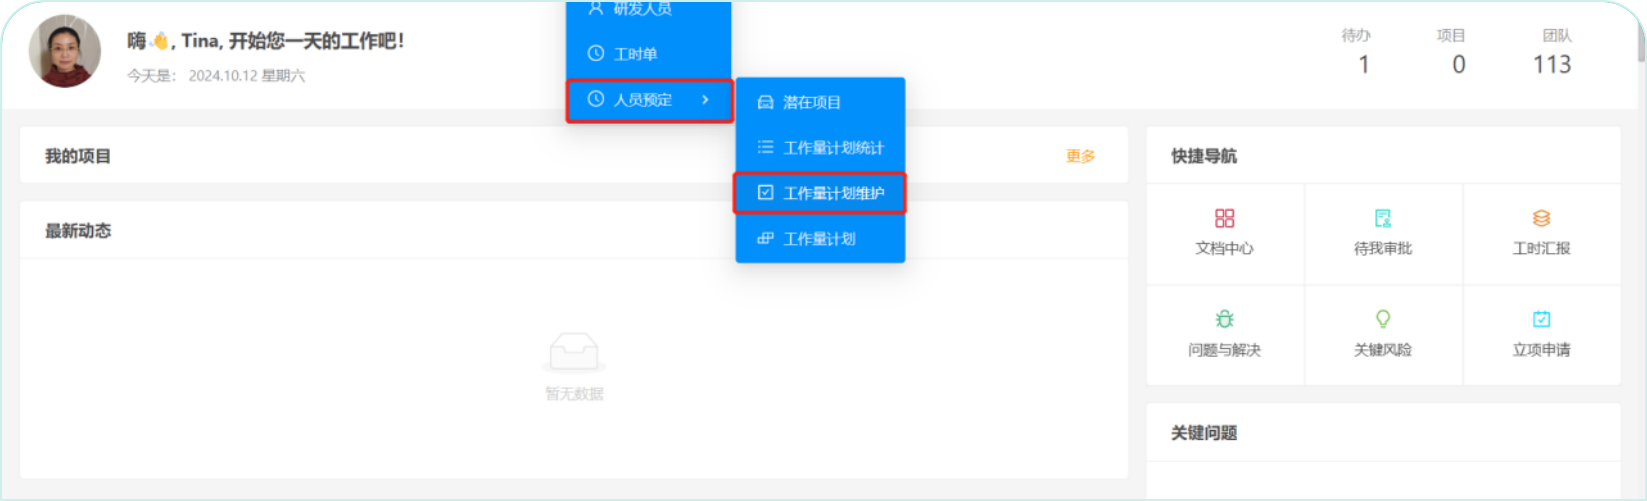 研发人员
嗨👋, Tina, 开始您一天的工作吧！
今天是： 2024.10.12 星期六
工时单
人员预定
待办 项目 团队
1 0 113
潜在项目
工作量计划统计
工作量计划维护
工作量计划
我的项目
更多
最新动态
暂无数据
快捷导航
文档中心 待我审批 工时汇报
问题与解决 关键风险 立项申请
关键问题